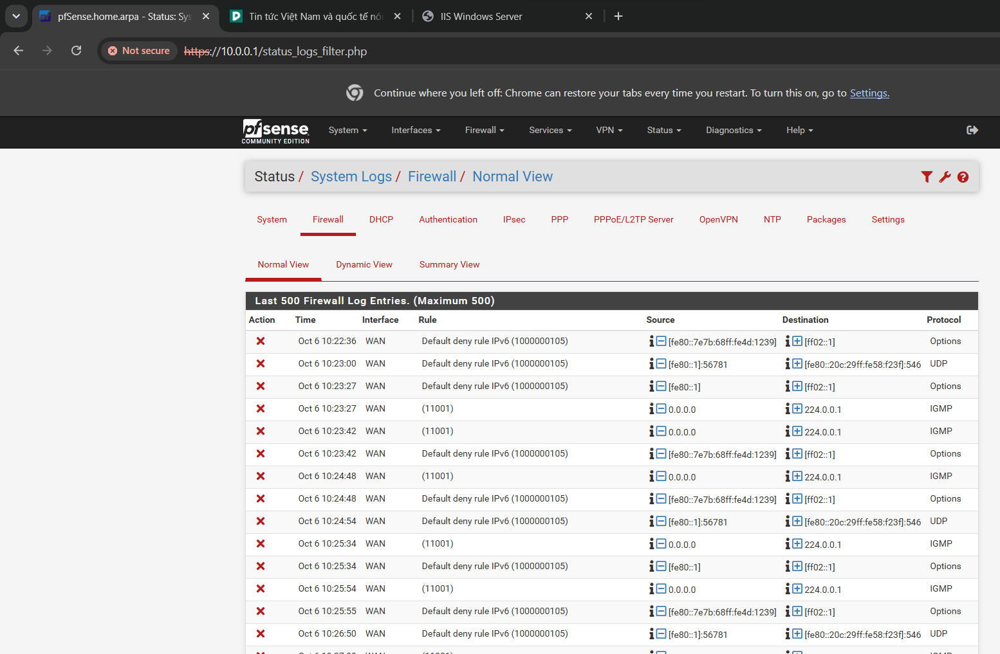 pfSense.home.arpa - Status: Sys
Tin tức Việt Nam và quốc tế nó
IIS Windows Server
Not secure https://10.0.0.1/status_logs_filter.php
Continue where you left off: Chrome can restore your tabs every time you restart. To turn this on, go to Settings.
pfsense COMMUNITY EDITION System Interfaces Firewall Services VPN Status Diagnostics Help
Status / System Logs / Firewall / Normal View
System Firewall DHCP Authentication IPsec PPP PPPoE/L2TP Server OpenVPN NTP Packages Settings
Normal View Dynamic View Summary View
Last 500 Firewall Log Entries. (Maximum 500)
Action Time Interface Rule Source Destination Protocol
Oct 6 10:22:36 WAN Default deny rule IPv6 (1000000105) [fe80::7e7b:68ff:fe4d:1239] [ff02::1] Options
Oct 6 10:23:00 WAN Default deny rule IPv6 (1000000105) [fe80::1]:56781 [fe80::20c:29ff:fe58:f23f]:546 UDP
Oct 6 10:23:27 WAN Default deny rule IPv6 (1000000105) [fe80::1] [ff02::1] Options
Oct 6 10:23:27 WAN (11001) 0.0.0.0 224.0.0.1 IGMP
Oct 6 10:23:42 WAN (11001) 0.0.0.0 224.0.0.1 IGMP
Oct 6 10:23:42 WAN Default deny rule IPv6 (1000000105) [fe80::7e7b:68ff:fe4d:1239] [ff02::1] Options
Oct 6 10:24:48 WAN (11001) 0.0.0.0 224.0.0.1 IGMP
Oct 6 10:24:48 WAN Default deny rule IPv6 (1000000105) [fe80::7e7b:68ff:fe4d:1239] [ff02::1] Options
Oct 6 10:24:54 WAN Default deny rule IPv6 (1000000105) [fe80::1]:56781 [fe80::20c:29ff:fe58:f23f]:546 UDP
Oct 6 10:25:34 WAN (11001) 0.0.0.0 224.0.0.1 IGMP
Oct 6 10:25:34 WAN Default deny rule IPv6 (1000000105) [fe80::1] [ff02::1] Options
Oct 6 10:25:54 WAN (11001) 0.0.0.0 224.0.0.1 IGMP
Oct 6 10:25:55 WAN Default deny rule IPv6 (1000000105) [fe80::7e7b:68ff:fe4d:1239] [ff02::1] Options
Oct 6 10:26:50 WAN Default deny rule IPv6 (1000000105) [fe80::1]:56781 [fe80::20c:29ff:fe58:f23f]:546 UDP